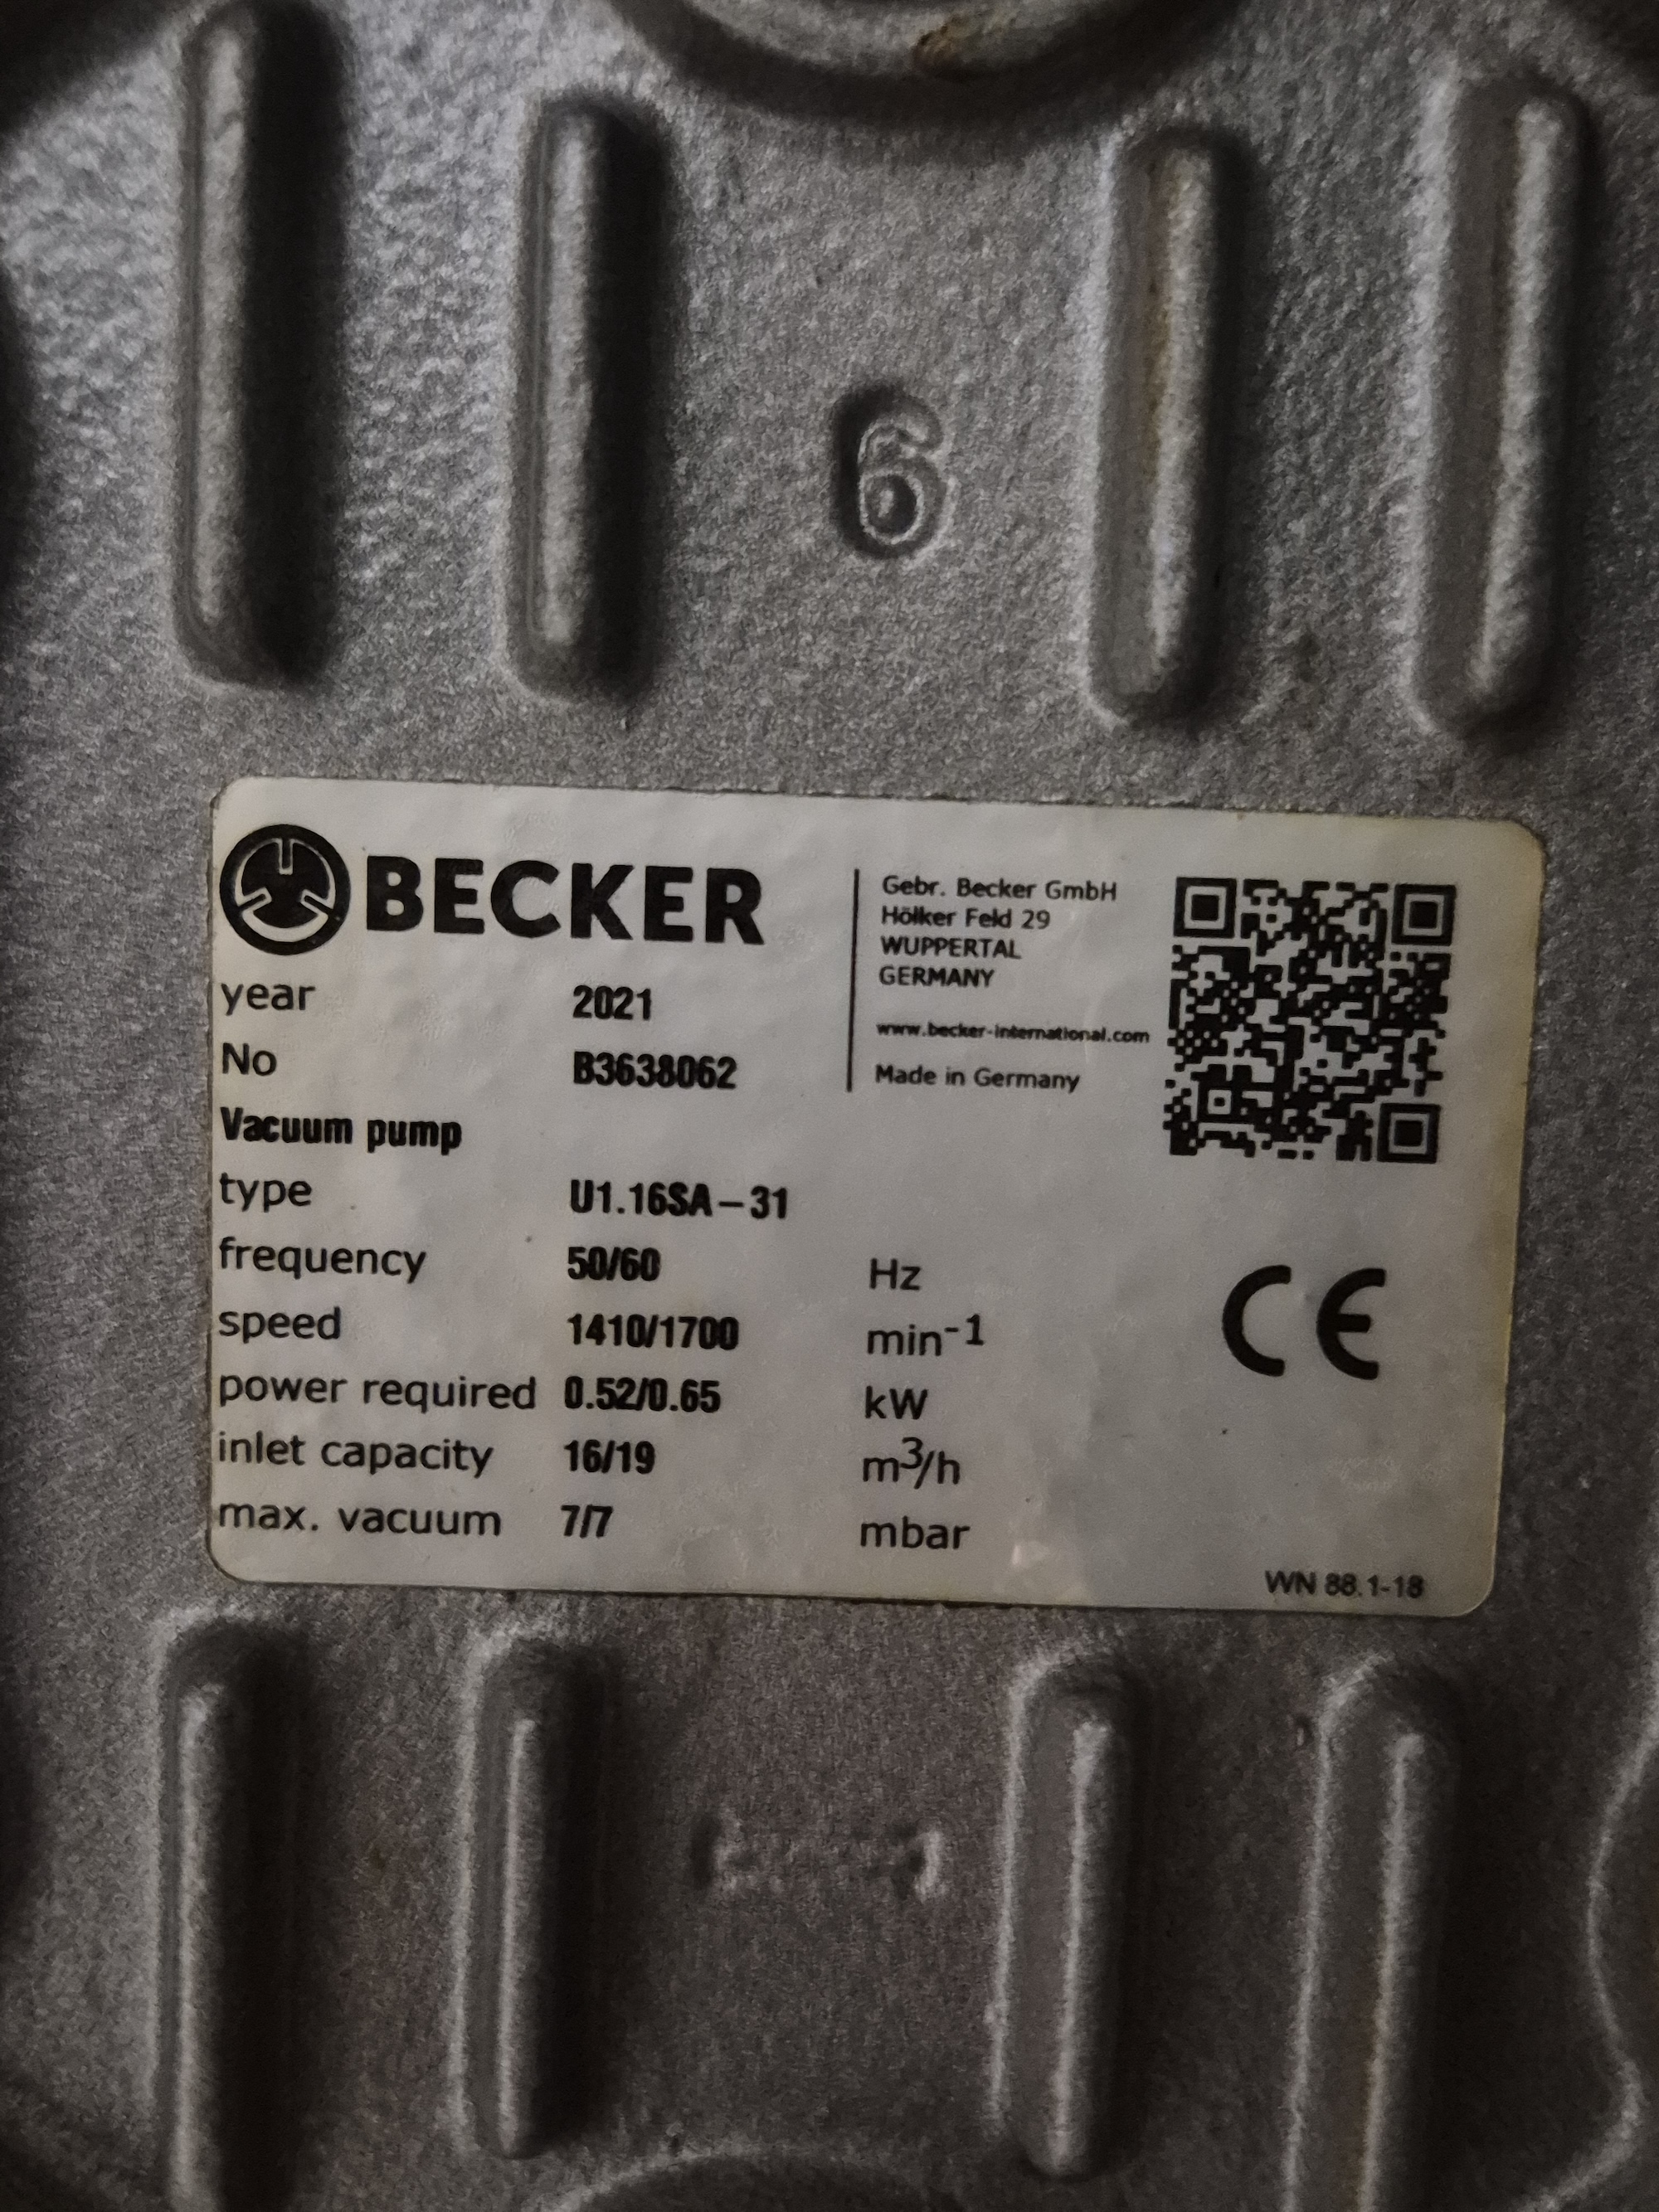 6
BECKER
Gebr. Becker GmbH
Hölker Feld 29
WUPPERTAL
GERMANY
www.becker-international.com
Made in Germany
year 2021
No B3638062
Vacuum pump
type U1.16SA – 31
frequency 50/60 Hz
speed 1410/1700 min-1
power required 0.52/0.65 kW
inlet capacity 16/19 m3/h
max. vacuum 7/7 mbar
CE
WN 88.1-18